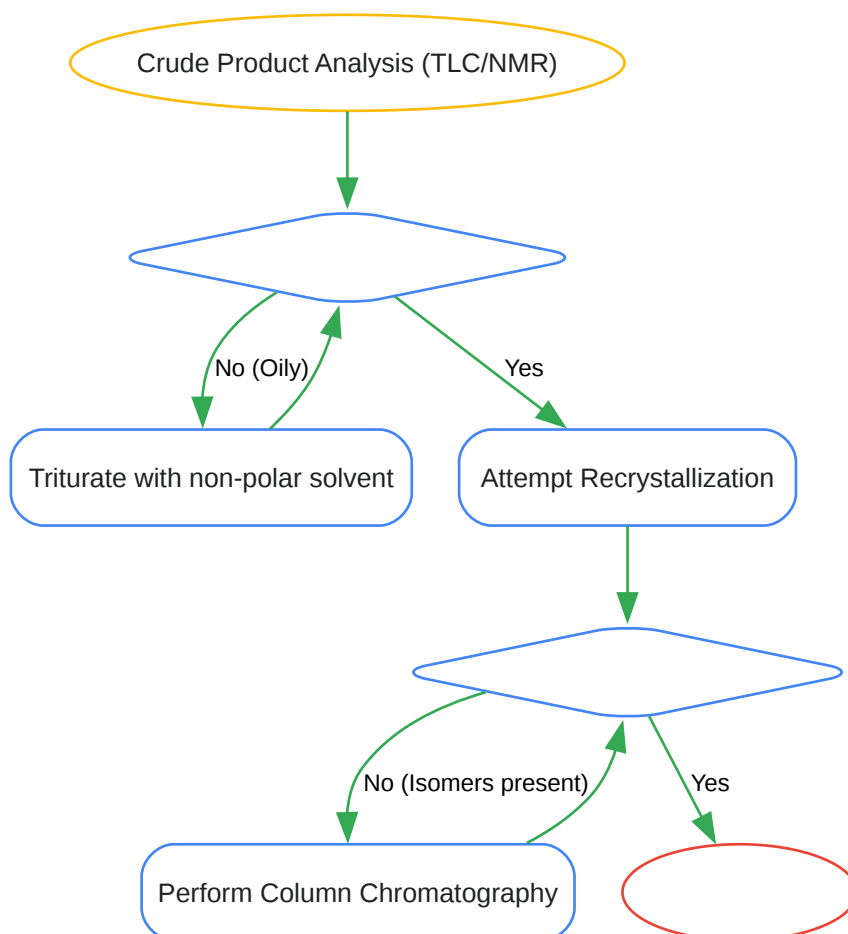 Crude Product Analysis (TLC/NMR)
No (Oily)
Yes
Triturate with non-polar solvent
Attempt Recrystallization
No (Isomers present)
Yes
Perform Column Chromatography